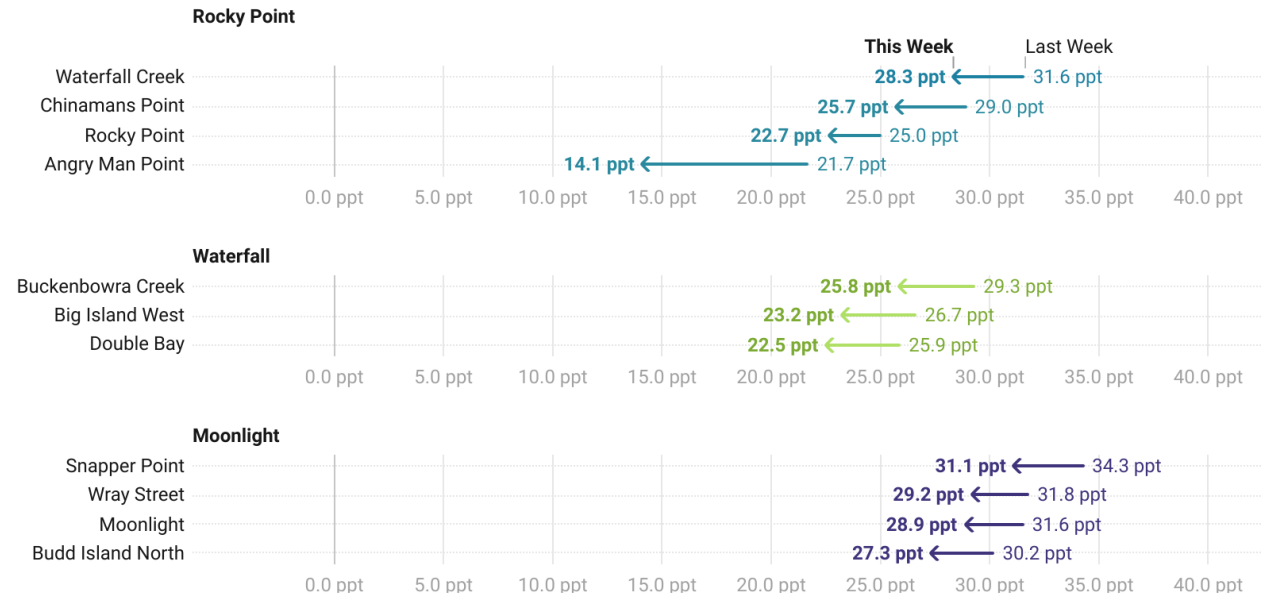 Rocky Point
This Week Last Week
Waterfall Creek 28.3 ppt 31.6 ppt
Chinamans Point 25.7 ppt 29.0 ppt
Rocky Point 22.7 ppt 25.0 ppt
Angry Man Point 14.1 ppt 21.7 ppt
0.0 ppt 5.0 ppt 10.0 ppt 15.0 ppt 20.0 ppt 25.0 ppt 30.0 ppt 35.0 ppt 40.0 ppt
Waterfall
Buckenbowra Creek 25.8 ppt 29.3 ppt
Big Island West 23.2 ppt 26.7 ppt
Double Bay 22.5 ppt 25.9 ppt
0.0 ppt 5.0 ppt 10.0 ppt 15.0 ppt 20.0 ppt 25.0 ppt 30.0 ppt 35.0 ppt 40.0 ppt
Moonlight
Snapper Point 31.1 ppt 34.3 ppt
Wray Street 29.2 ppt 31.8 ppt
Moonlight 28.9 ppt 31.6 ppt
Budd Island North 27.3 ppt 30.2 ppt
0.0 ppt 5.0 ppt 10.0 ppt 15.0 ppt 20.0 ppt 25.0 ppt 30.0 ppt 35.0 ppt 40.0 ppt